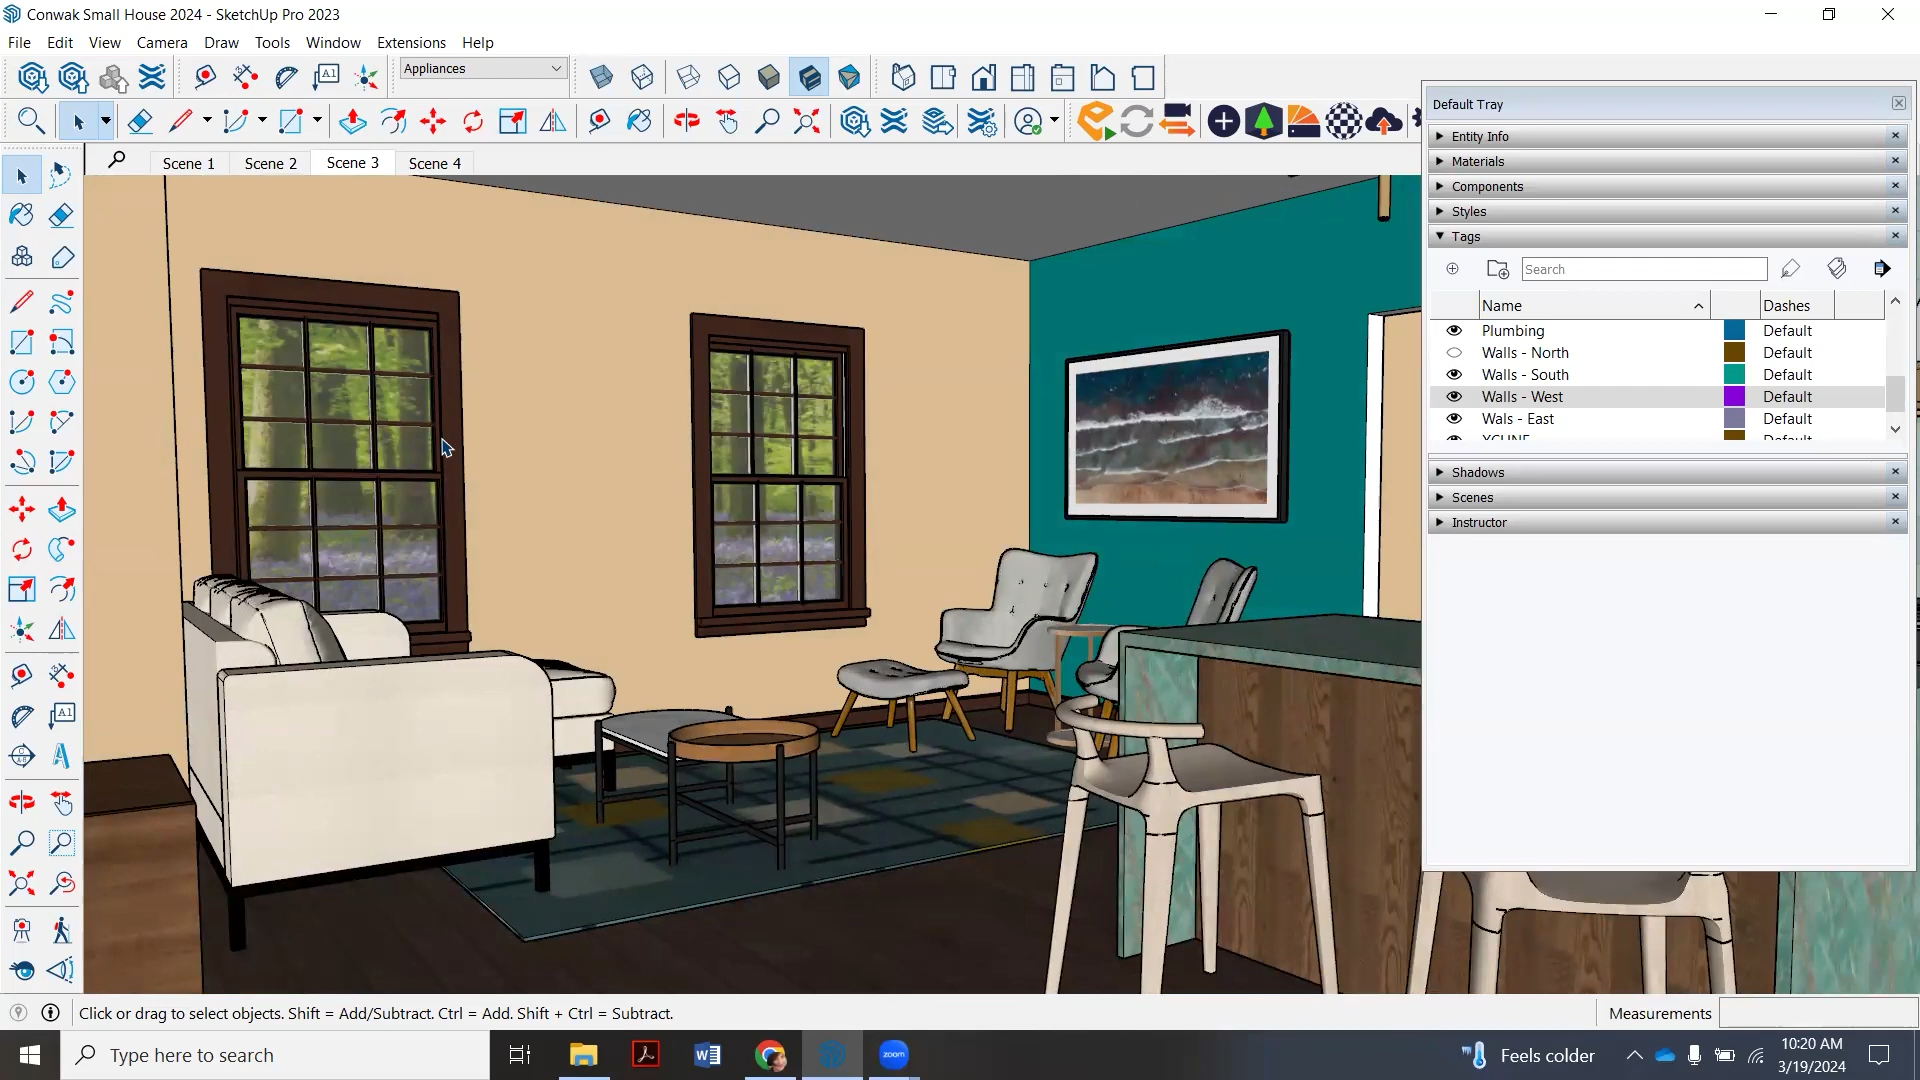 Conwak Small House 2024 - SketchUp Pro 2023
File Edit View Camera Draw Tools Window Extensions Help
A1
Appliances
Default Tray
Entity Info
Materials
Components
Styles
Tags
Search
Name Dashes
Plumbing Default
Walls - North Default
Walls - South Default
Walls - West Default
Wals - East Default
Shadows
Scenes
Instructor
Scene 1 Scene 2 Scene 3 Scene 4
A1
Click or drag to select objects. Shift = Add/Subtract. Ctrl = Add. Shift + Ctrl = Subtract.
Measurements
Type here to search
zoom
Feels colder
10:20 AM
3/19/2024